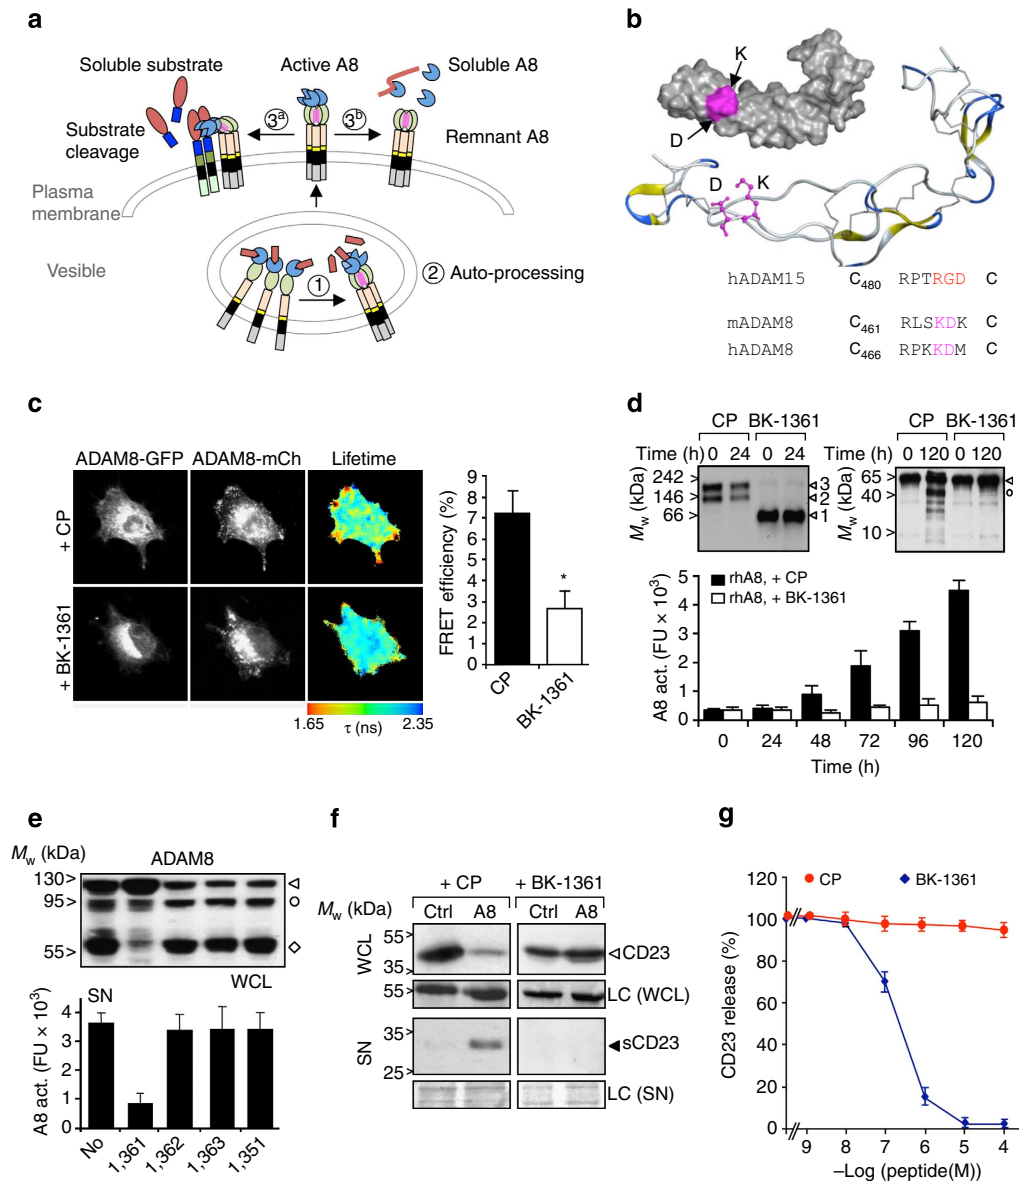 a
Soluble substrate
Active A8
Soluble A8
Substrate
cleavage
3a
3b
Remnant A8
Plasma
membrane
Vesible
1
2 Auto-processing
b
K
D
D K
hADAM15 C480 RPTRGD C
mADAM8 C461 RLSKDK C
hADAM8 C466 RPKKDM C
c
ADAM8-GFP ADAM8-mCh Lifetime
+ CP
+ BK-1361
1.65 2.35
τ (ns)
FRET efficiency (%)
9
8
7
6
5
4
3
2
1
0
*
CP
BK-1361
d
CP BK-1361
Time (h) 0 24 0 24
Mw (kDa)
242
146
66
3
2
1
CP BK-1361
Time (h) 0 120 0 120
Mw (kDa)
65
40
10
A8 act. (FU × 10³)
5
4
3
2
1
0
rhA8, + CP
rhA8, + BK-1361
0 24 48 72 96 120
Time (h)
e
Mw (kDa)
ADAM8
130
95
55
WCL
SN
A8 act. (FU × 10³)
4
3
2
1
0
No 1,361 1,362 1,363 1,351
f
+ CP + BK-1361
Mw (kDa) Ctrl A8 Ctrl A8
WCL
55
35
CD23
55
LC (WCL)
SN
35
25
sCD23
LC (SN)
g
CP BK-1361
CD23 release (%)
120
100
80
60
40
20
0
9 8 7 6 5 4
–Log (peptide(M))